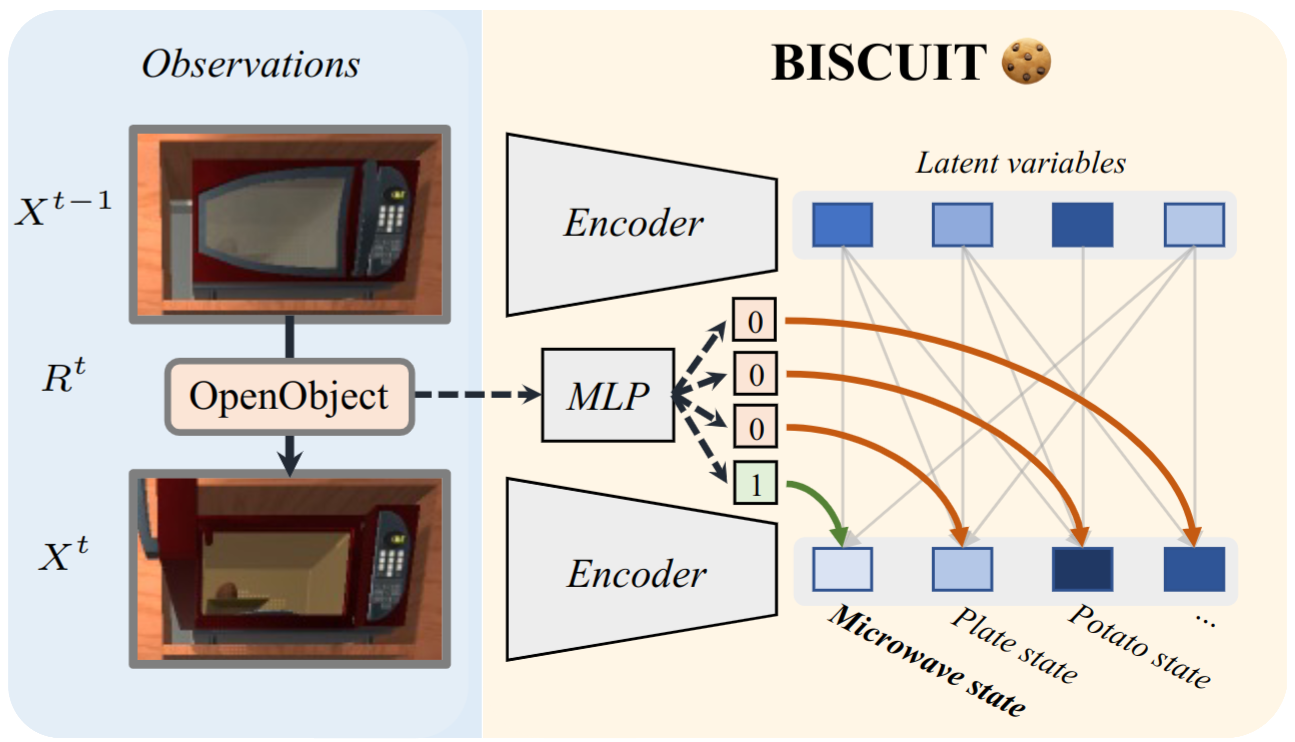 Observations
BISCUIT
X^{t-1}
Encoder
Latent variables
0
R^t
OpenObject
MLP
0
0
1
X^t
Encoder
Microwave state
Plate state
Potato state
...